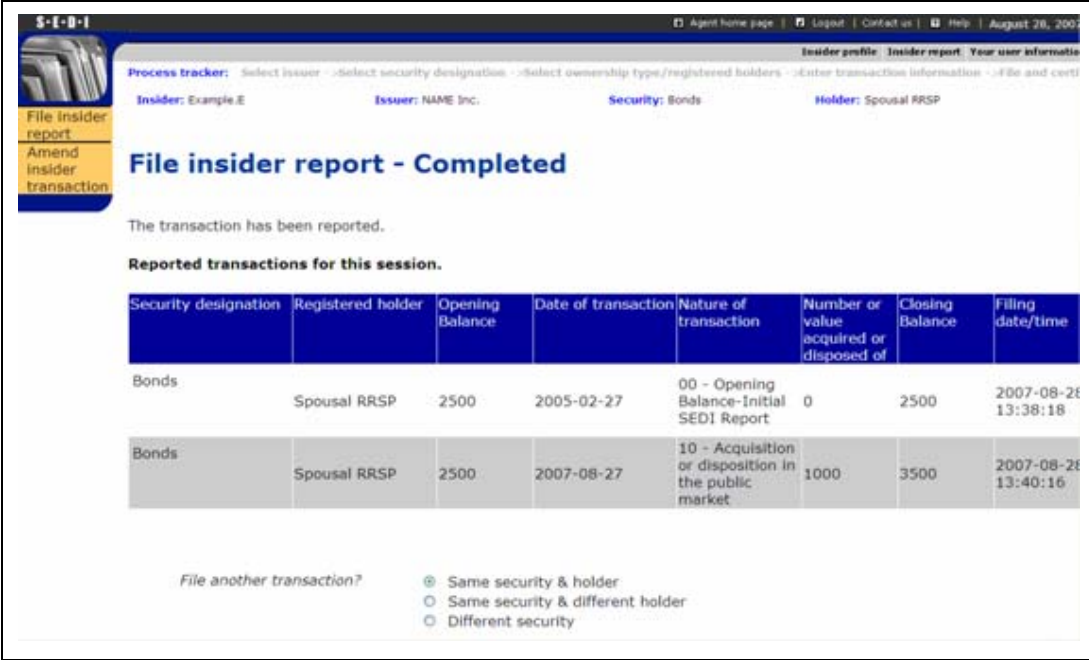 S·E·D·I
Agent home page | Logout | Contact us | Help | August 28, 2007
Insider profile Insider report Your user informatio
Process tracker: Select issuer ->Select security designation ->Select ownership type/registered holders ->Enter transaction information ->File and certi
Insider: Example.E Issuer: NAME Inc. Security: Bonds Holder: Spousal RRSP
File insider
report
Amend
insider
transaction
File insider report - Completed
The transaction has been reported.
Reported transactions for this session.
Security designation Registered holder Opening Balance Date of transaction Nature of transaction Number or value acquired or disposed of Closing Balance Filing date/time
Bonds Spousal RRSP 2500 2005-02-27 00 - Opening Balance-Initial SEDI Report 0 2500 2007-08-28 13:38:18
Bonds Spousal RRSP 2500 2007-08-27 10 - Acquisition or disposition in the public market 1000 3500 2007-08-28 13:40:16
File another transaction?
Same security & holder
Same security & different holder
Different security